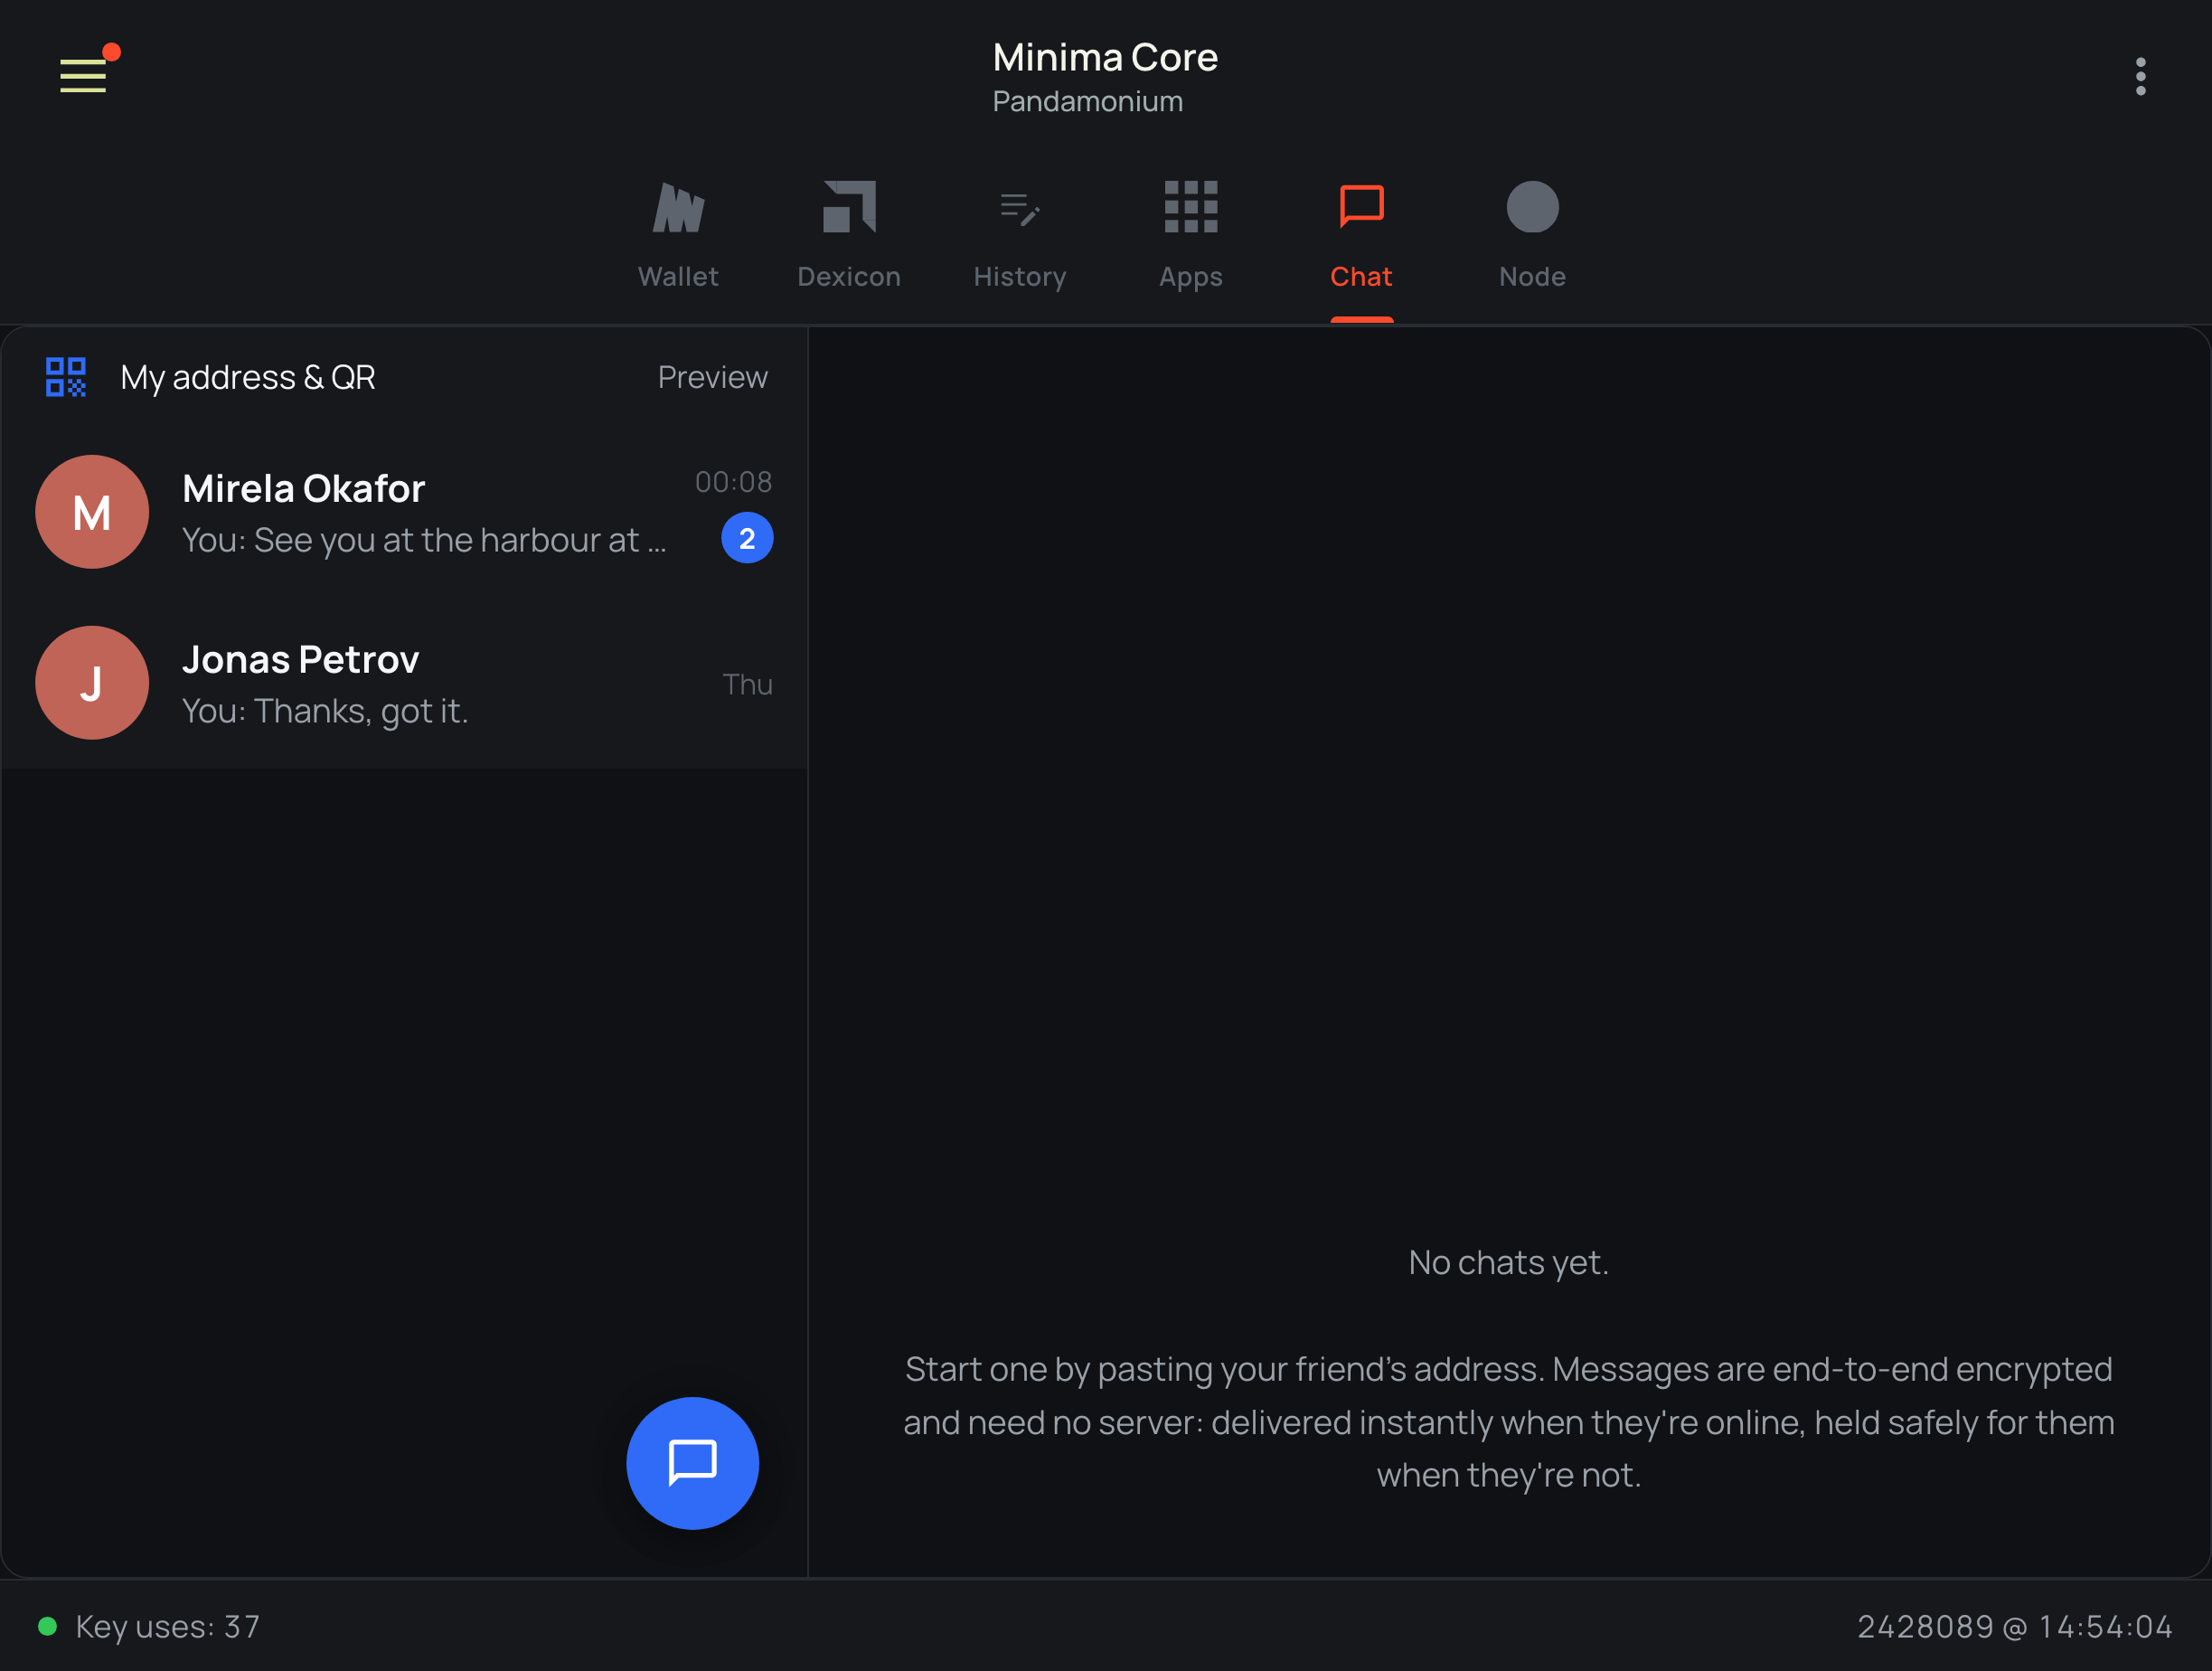 Minima Core
Pandamonium
Wallet
Dexicon
History
Apps
Chat
Node
My address & QR
Preview
M
Mirela Okafor
00:08
You: See you at the harbour at ...
2
J
Jonas Petrov
Thu
You: Thanks, got it.
No chats yet.
Start one by pasting your friend’s address. Messages are end-to-end encrypted
and need no server: delivered instantly when they're online, held safely for them
when they're not.
Key uses: 37
2428089 @ 14:54:04